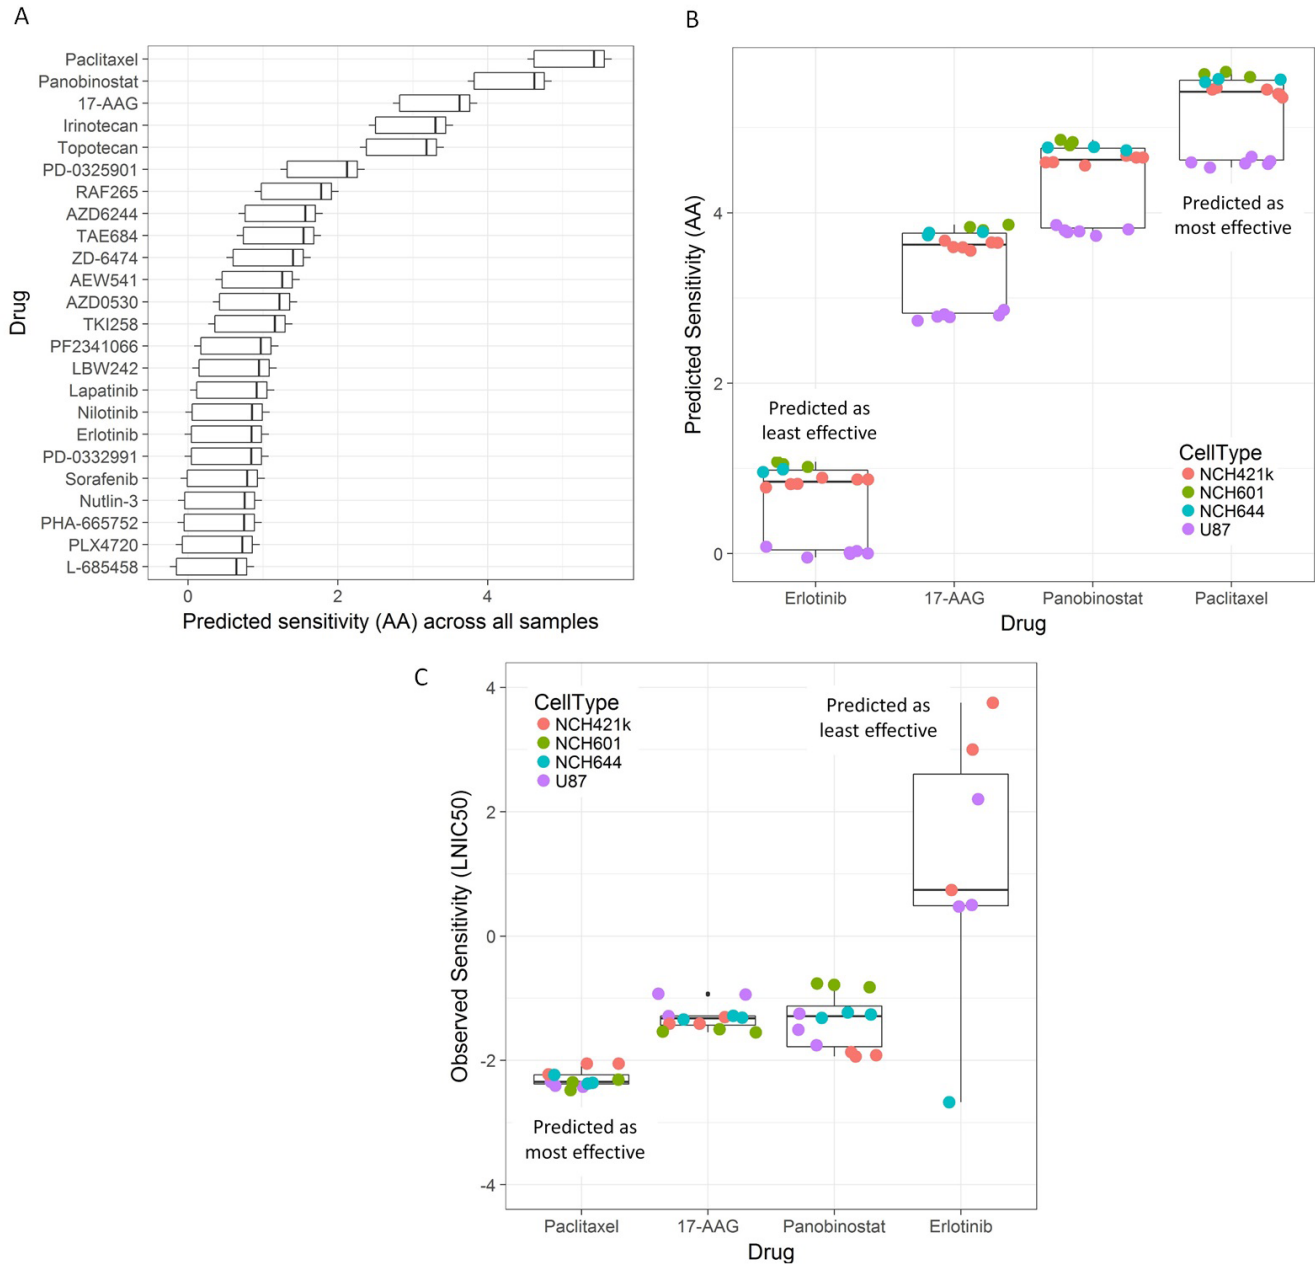 A
Drug
Paclitaxel
Panobinostat
17-AAG
Irinotecan
Topotecan
PD-0325901
RAF265
AZD6244
TAE684
ZD-6474
AEW541
AZD0530
TKI258
PF2341066
LBW242
Lapatinib
Nilotinib
Erlotinib
PD-0332991
Sorafenib
Nutlin-3
PHA-665752
PLX4720
L-685458
0 2 4
Predicted sensitivity (AA) across all samples
B
Predicted Sensitivity (AA)
4
2
0
Predicted as
most effective
Predicted as
least effective
CellType
NCH421k
NCH601
NCH644
U87
Erlotinib 17-AAG Panobinostat Paclitaxel
Drug
C
Observed Sensitivity (LNIC50)
4
2
0
-2
-4
CellType
NCH421k
NCH601
NCH644
U87
Predicted as
least effective
Predicted as
most effective
Paclitaxel 17-AAG Panobinostat Erlotinib
Drug